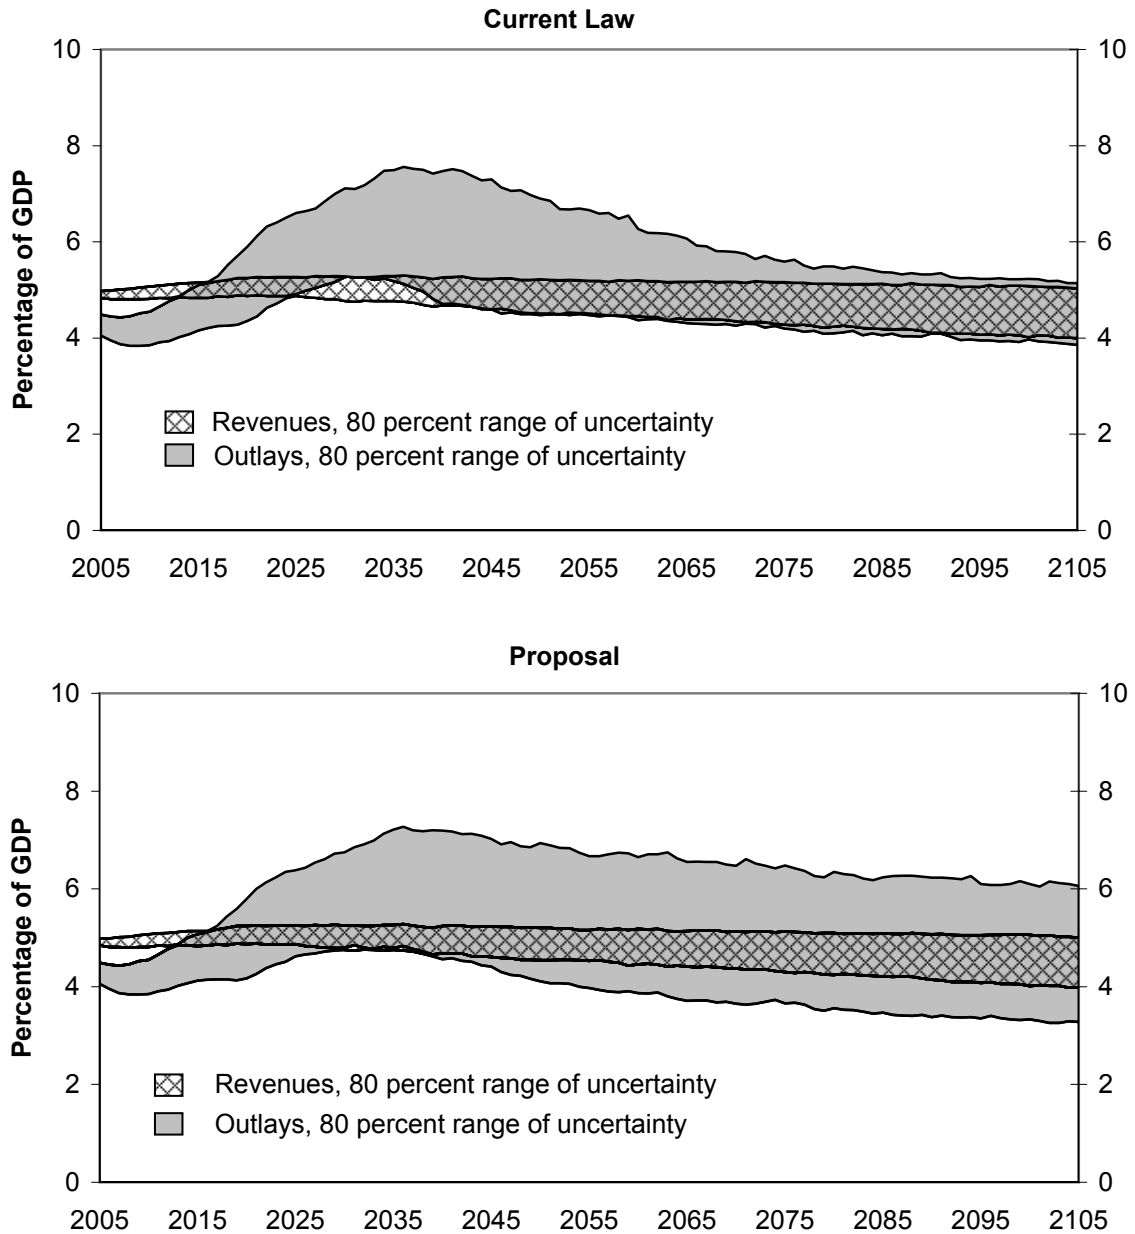 Current Law
10 10
8 8
6 6
4 4
2 2
0 0
Percentage of GDP
Revenues, 80 percent range of uncertainty
Outlays, 80 percent range of uncertainty
2005 2015 2025 2035 2045 2055 2065 2075 2085 2095 2105
Proposal
10 10
8 8
6 6
4 4
2 2
0 0
Percentage of GDP
Revenues, 80 percent range of uncertainty
Outlays, 80 percent range of uncertainty
2005 2015 2025 2035 2045 2055 2065 2075 2085 2095 2105